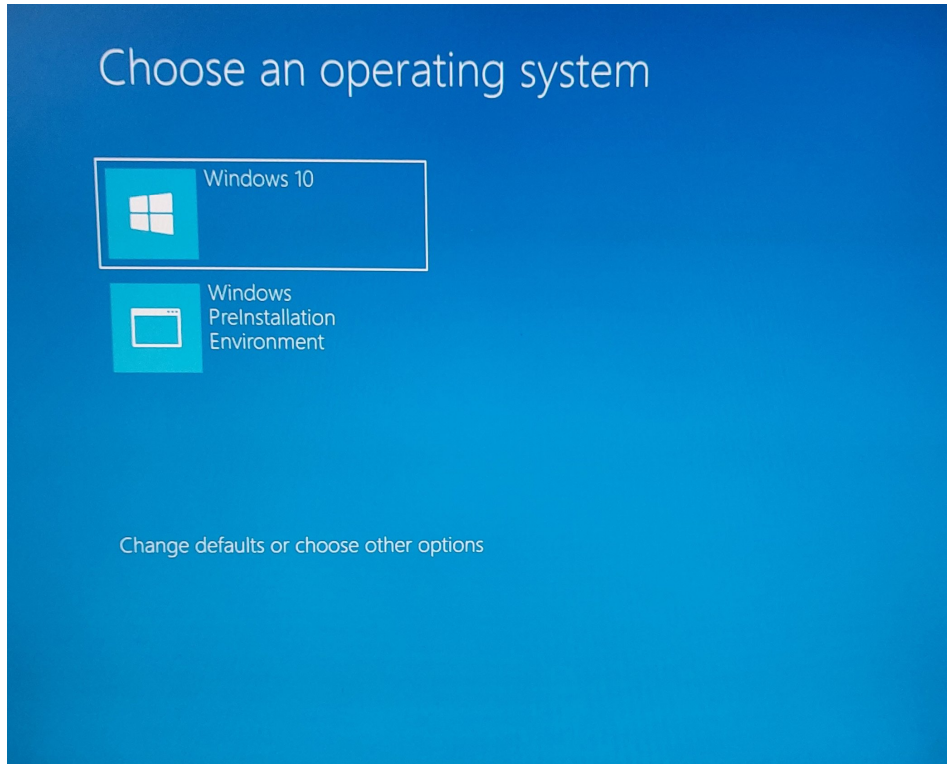 Choose an operating system
Windows 10
Windows
PreInstallation
Environment
Change defaults or choose other options